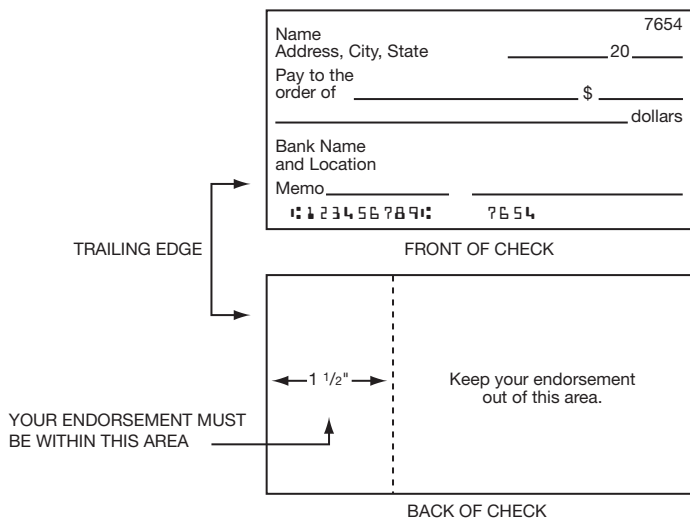 7654
Name
Address, City, State 20
Pay to the
order of $
dollars
Bank Name
and Location
Memo
⑆123456789⑆ 7654
TRAILING EDGE
FRONT OF CHECK
1 1/2"
Keep your endorsement
out of this area.
YOUR ENDORSEMENT MUST
BE WITHIN THIS AREA
BACK OF CHECK